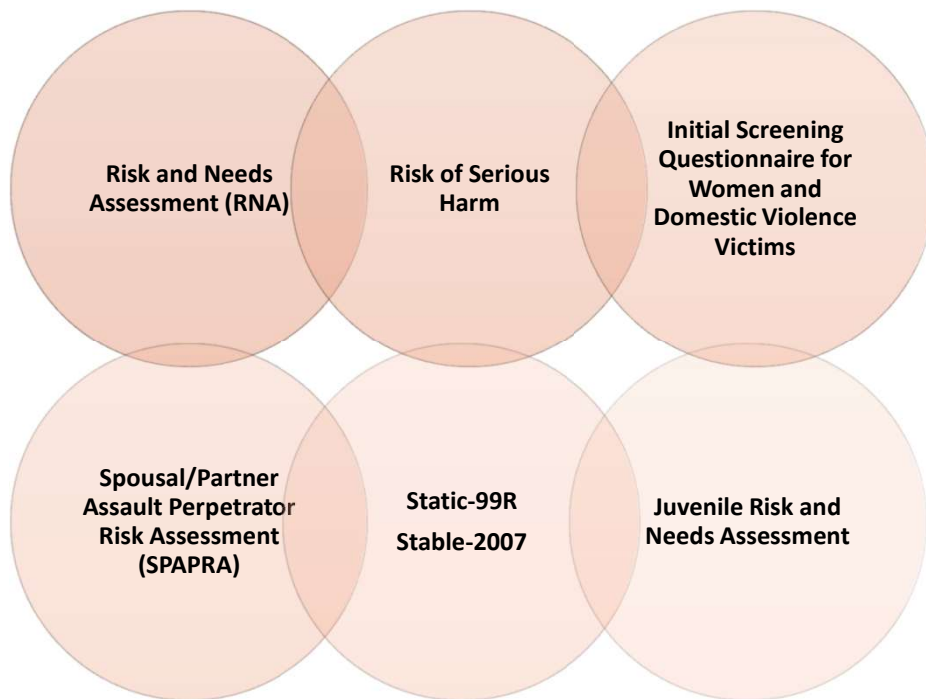 Risk and Needs
Assessment (RNA)
Risk of Serious
Harm
Initial Screening
Questionnaire for
Women and
Domestic Violence
Victims
Spousal/Partner
Assault Perpetrator
Risk Assessment
(SPAPRA)
Static-99R
Stable-2007
Juvenile Risk and
Needs Assessment